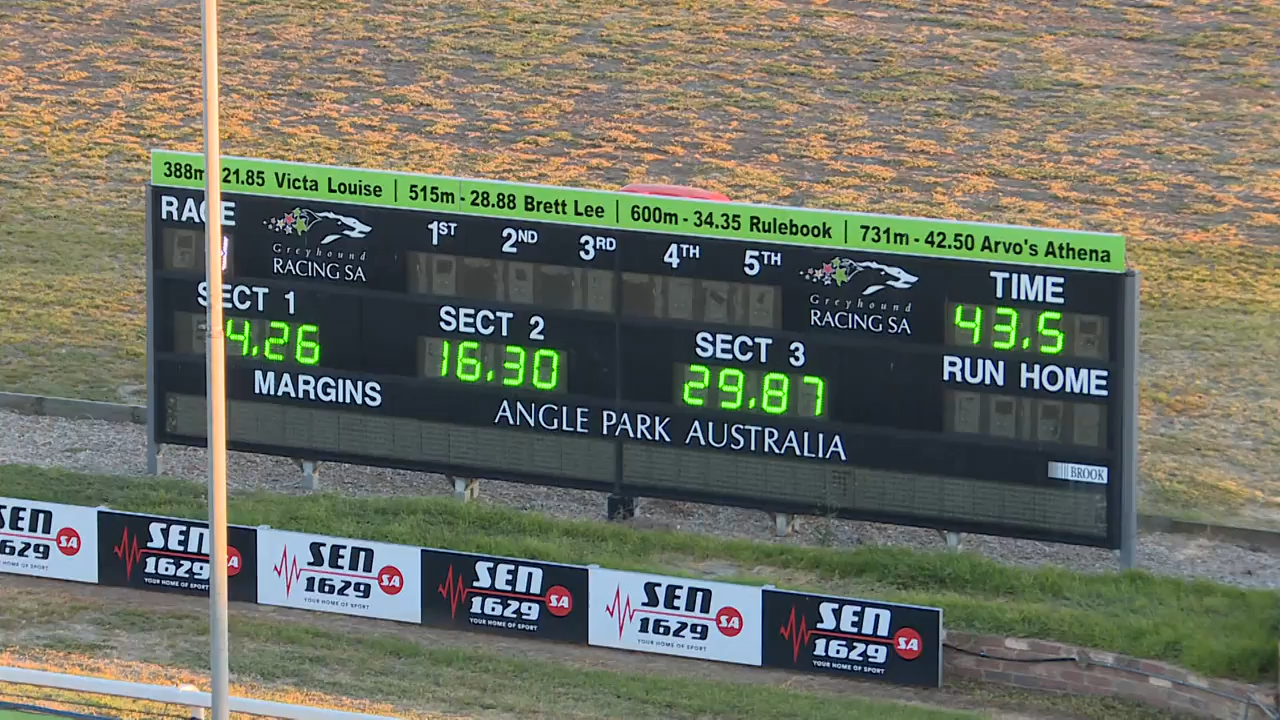 388m 21.85 Victa Louise | 515m - 28.88 Brett Lee | 600m - 34.35 Rulebook | 731m - 42.50 Arvo's Athena
RACE
Greyhound
RACING SA
1ST 2ND 3RD 4TH 5TH
Greyhound
RACING SA
TIME
43.5
SECT 1
4.26
SECT 2
16.30
SECT 3
29.87
RUN HOME
MARGINS
ANGLE PARK AUSTRALIA
BROOK
SEN
1629 SA
SEN
1629 SA
YOUR HOME OF SPORT
SEN
1629 SA
YOUR HOME OF SPORT
SEN
1629 SA
YOUR HOME OF SPORT
SEN
1629 SA
YOUR HOME OF SPORT
SEN
1629 SA
YOUR HOME OF SPORT